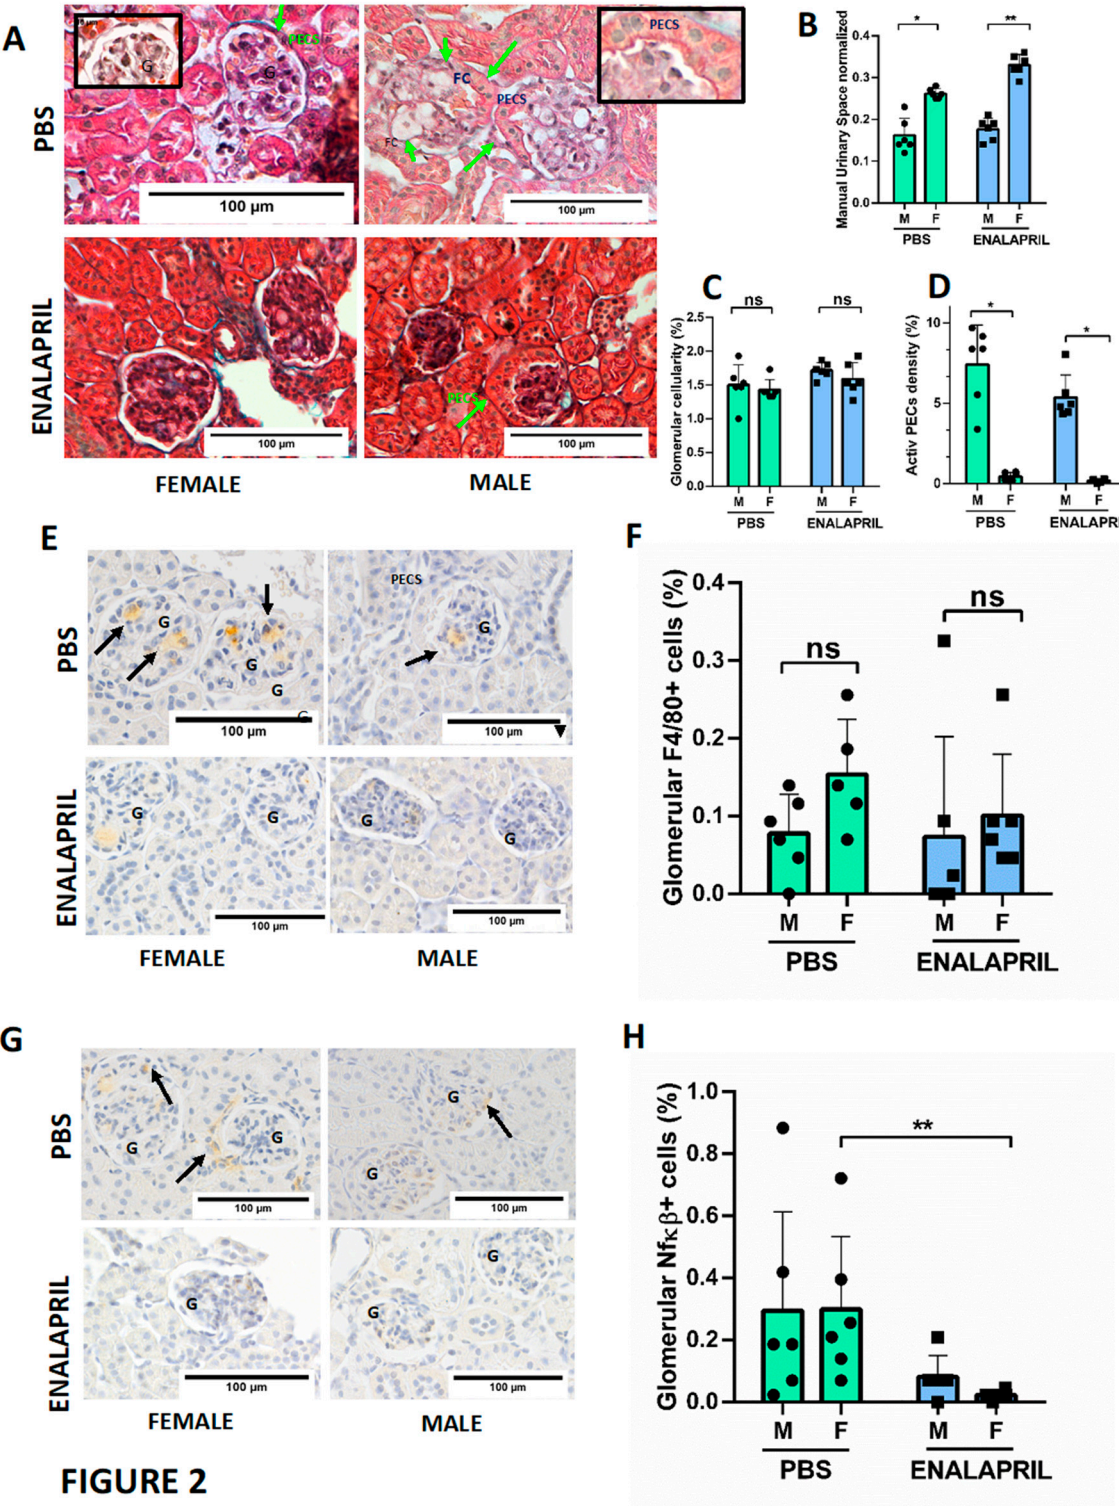 A
G
G
PECS
PBS
100 µm
FC
FC
PECS
PECS
100 µm
ENALAPRIL
100 µm
PECS
100 µm
FEMALE
MALE
B
Manual Urinary Space normalized
0.4
0.3
0.2
0.1
0.0
*
**
M
F
M
F
PBS
ENALAPRIL
C
Glomerular cellularity (%)
2.5
2.0
1.5
1.0
0.5
0.0
ns
ns
M
F
M
F
PBS
ENALAPRIL
D
Activ PECs density (%)
10
5
0
*
*
M
F
M
F
PBS
ENALAPRI
E
PBS
G
G
G
G
100 µm
PECS
G
100 µm
ENALAPRIL
G
G
100 µm
G
G
100 µm
FEMALE
MALE
F
Glomerular F4/80+ cells (%)
0.4
0.3
0.2
0.1
0.0
ns
ns
M
F
M
F
PBS
ENALAPRIL
G
PBS
G
G
100 µm
G
G
100 µm
ENALAPRIL
G
100 µm
G
G
100 µm
FEMALE
MALE
H
Glomerular Nfκβ+ cells (%)
1.0
0.8
0.6
0.4
0.2
0.0
**
M
F
M
F
PBS
ENALAPRIL
FIGURE 2